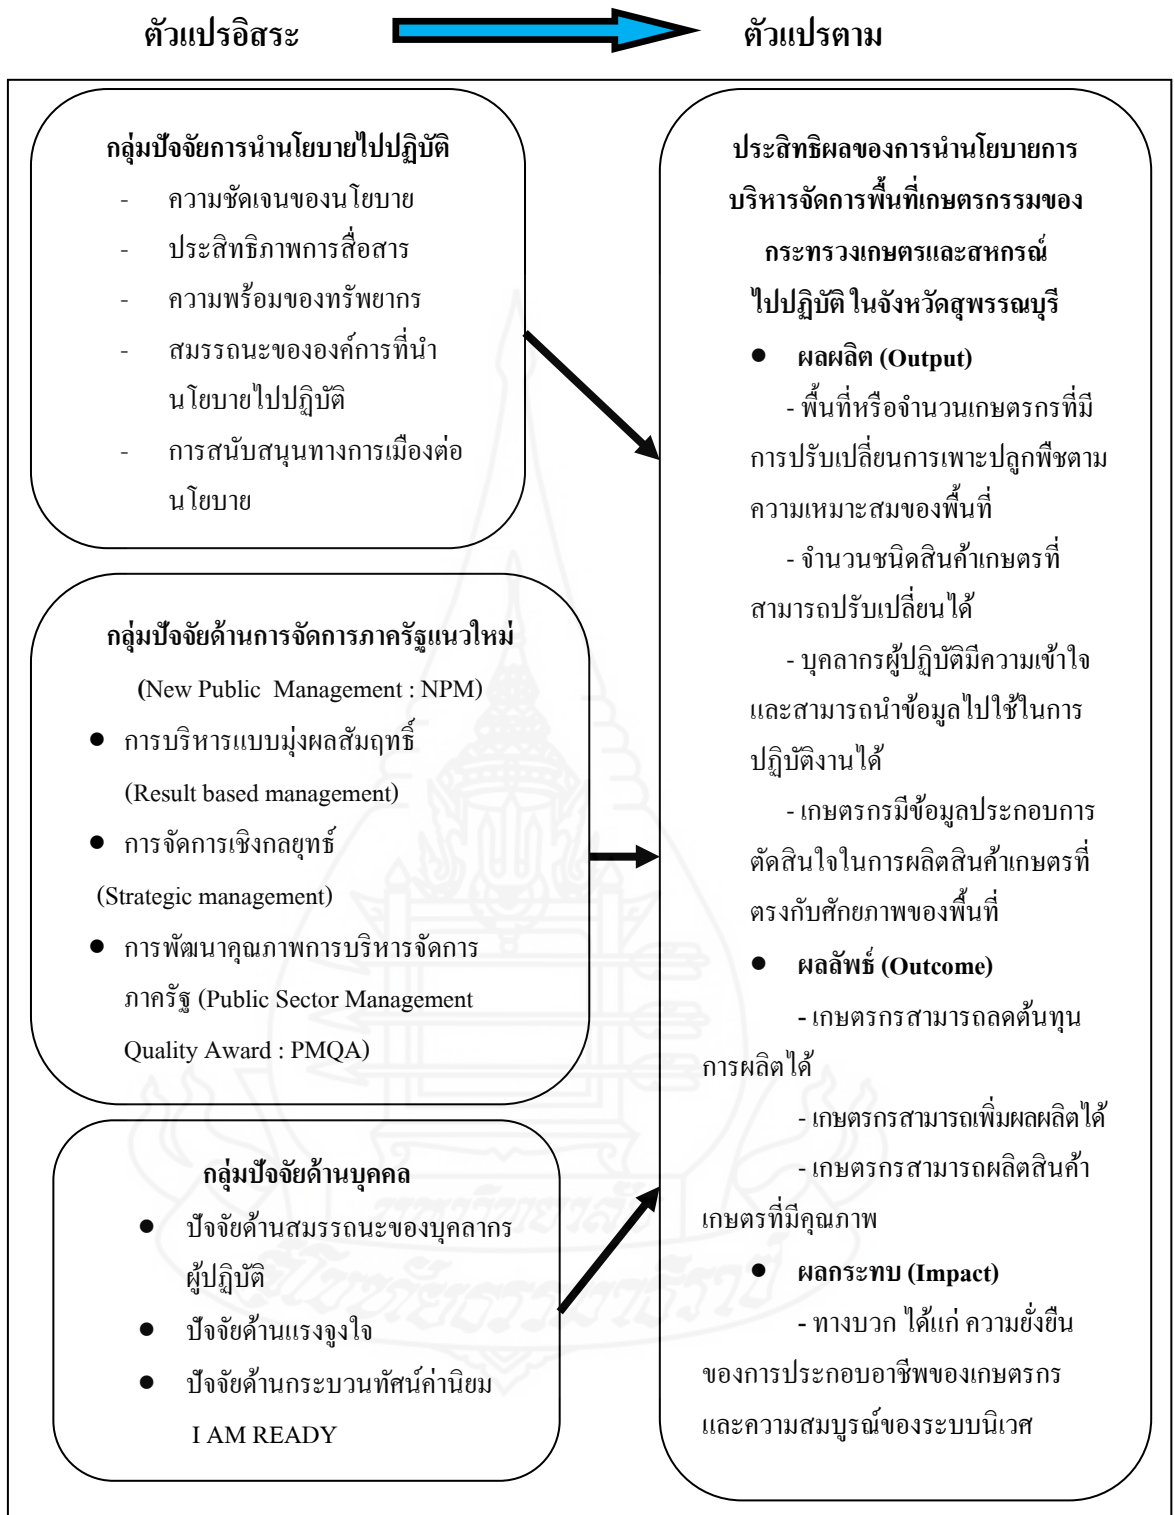 ตัวแปรอิสระ
ตัวแปรตาม
กลุ่มปัจจัยการนำนโยบายไปปฏิบัติ
- ความชัดเจนของนโยบาย
- ประสิทธิภาพการสื่อสาร
- ความพร้อมของทรัพยากร
- สมรรถนะขององค์การที่นำ
นโยบายไปปฏิบัติ
- การสนับสนุนทางการเมืองต่อ
นโยบาย
กลุ่มปัจจัยด้านการจัดการภาครัฐแนวใหม่
(New Public Management : NPM)
● การบริหารแบบมุ่งผลสัมฤทธิ์
(Result based management)
● การจัดการเชิงกลยุทธ์
(Strategic management)
● การพัฒนาคุณภาพการบริหารจัดการ
ภาครัฐ (Public Sector Management
Quality Award : PMQA)
กลุ่มปัจจัยด้านบุคคล
● ปัจจัยด้านสมรรถนะของบุคลากร
ผู้ปฏิบัติ
● ปัจจัยด้านแรงจูงใจ
● ปัจจัยด้านกระบวนทัศน์ค่านิยม
I AM READY
ประสิทธิผลของการนำนโยบายการ
บริหารจัดการพื้นที่เกษตรกรรมของ
กระทรวงเกษตรและสหกรณ์
ไปปฏิบัติ ในจังหวัดสุพรรณบุรี
● ผลผลิต (Output)
- พื้นที่หรือจำนวนเกษตรกรที่มี
การปรับเปลี่ยนการเพาะปลูกพืชตาม
ความเหมาะสมของพื้นที่
- จำนวนชนิดสินค้าเกษตรที่
สามารถปรับเปลี่ยนได้
- บุคลากรผู้ปฏิบัติมีความเข้าใจ
และสามารถนำข้อมูลไปใช้ในการ
ปฏิบัติงานได้
- เกษตรกรมีข้อมูลประกอบการ
ตัดสินใจในการผลิตสินค้าเกษตรที่
ตรงกับศักยภาพของพื้นที่
● ผลลัพธ์ (Outcome)
- เกษตรกรสามารถลดต้นทุน
การผลิตได้
- เกษตรกรสามารถเพิ่มผลผลิตได้
- เกษตรกรสามารถผลิตสินค้า
เกษตรที่มีคุณภาพ
● ผลกระทบ (Impact)
- ทางบวก ได้แก่ ความยั่งยืน
ของการประกอบอาชีพของเกษตรกร
และความสมบูรณ์ของระบบนิเวศ
มหาวิทยาลัย
สุโขทัยธรรมาธิราช